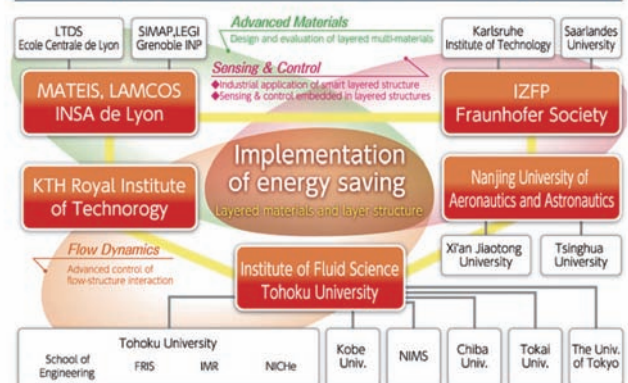 LTDS
Ecole Centrale de Lyon
SIMAP,LEGI
Grenoble INP
Advanced Materials
Design and evaluation of layered multi-materials
Karlsruhe
Institute of Technology
Saarlandes
University
Sensing & Control
◆Industrial application of smart layered structure
◆Sensing & control embedded in layered structures
MATEIS, LAMCOS
INSA de Lyon
IZFP
Fraunhofer Society
Implementation
of energy saving
Layered materials and layer structure
KTH Royal Institute
of Technorogy
Nanjing University of
Aeronautics and Astronautics
Xi'an Jiaotong
University
Tsinghua
University
Flow Dynamics
Advanced control of
flow-structure interaction
Institute of Fluid Science
Tohoku University
Tohoku University
School of
Engineering
FRIS
IMR
NICHe
Kobe
Univ.
NIMS
Chiba
Univ.
Tokai
Univ.
The Univ.
of Tokyo